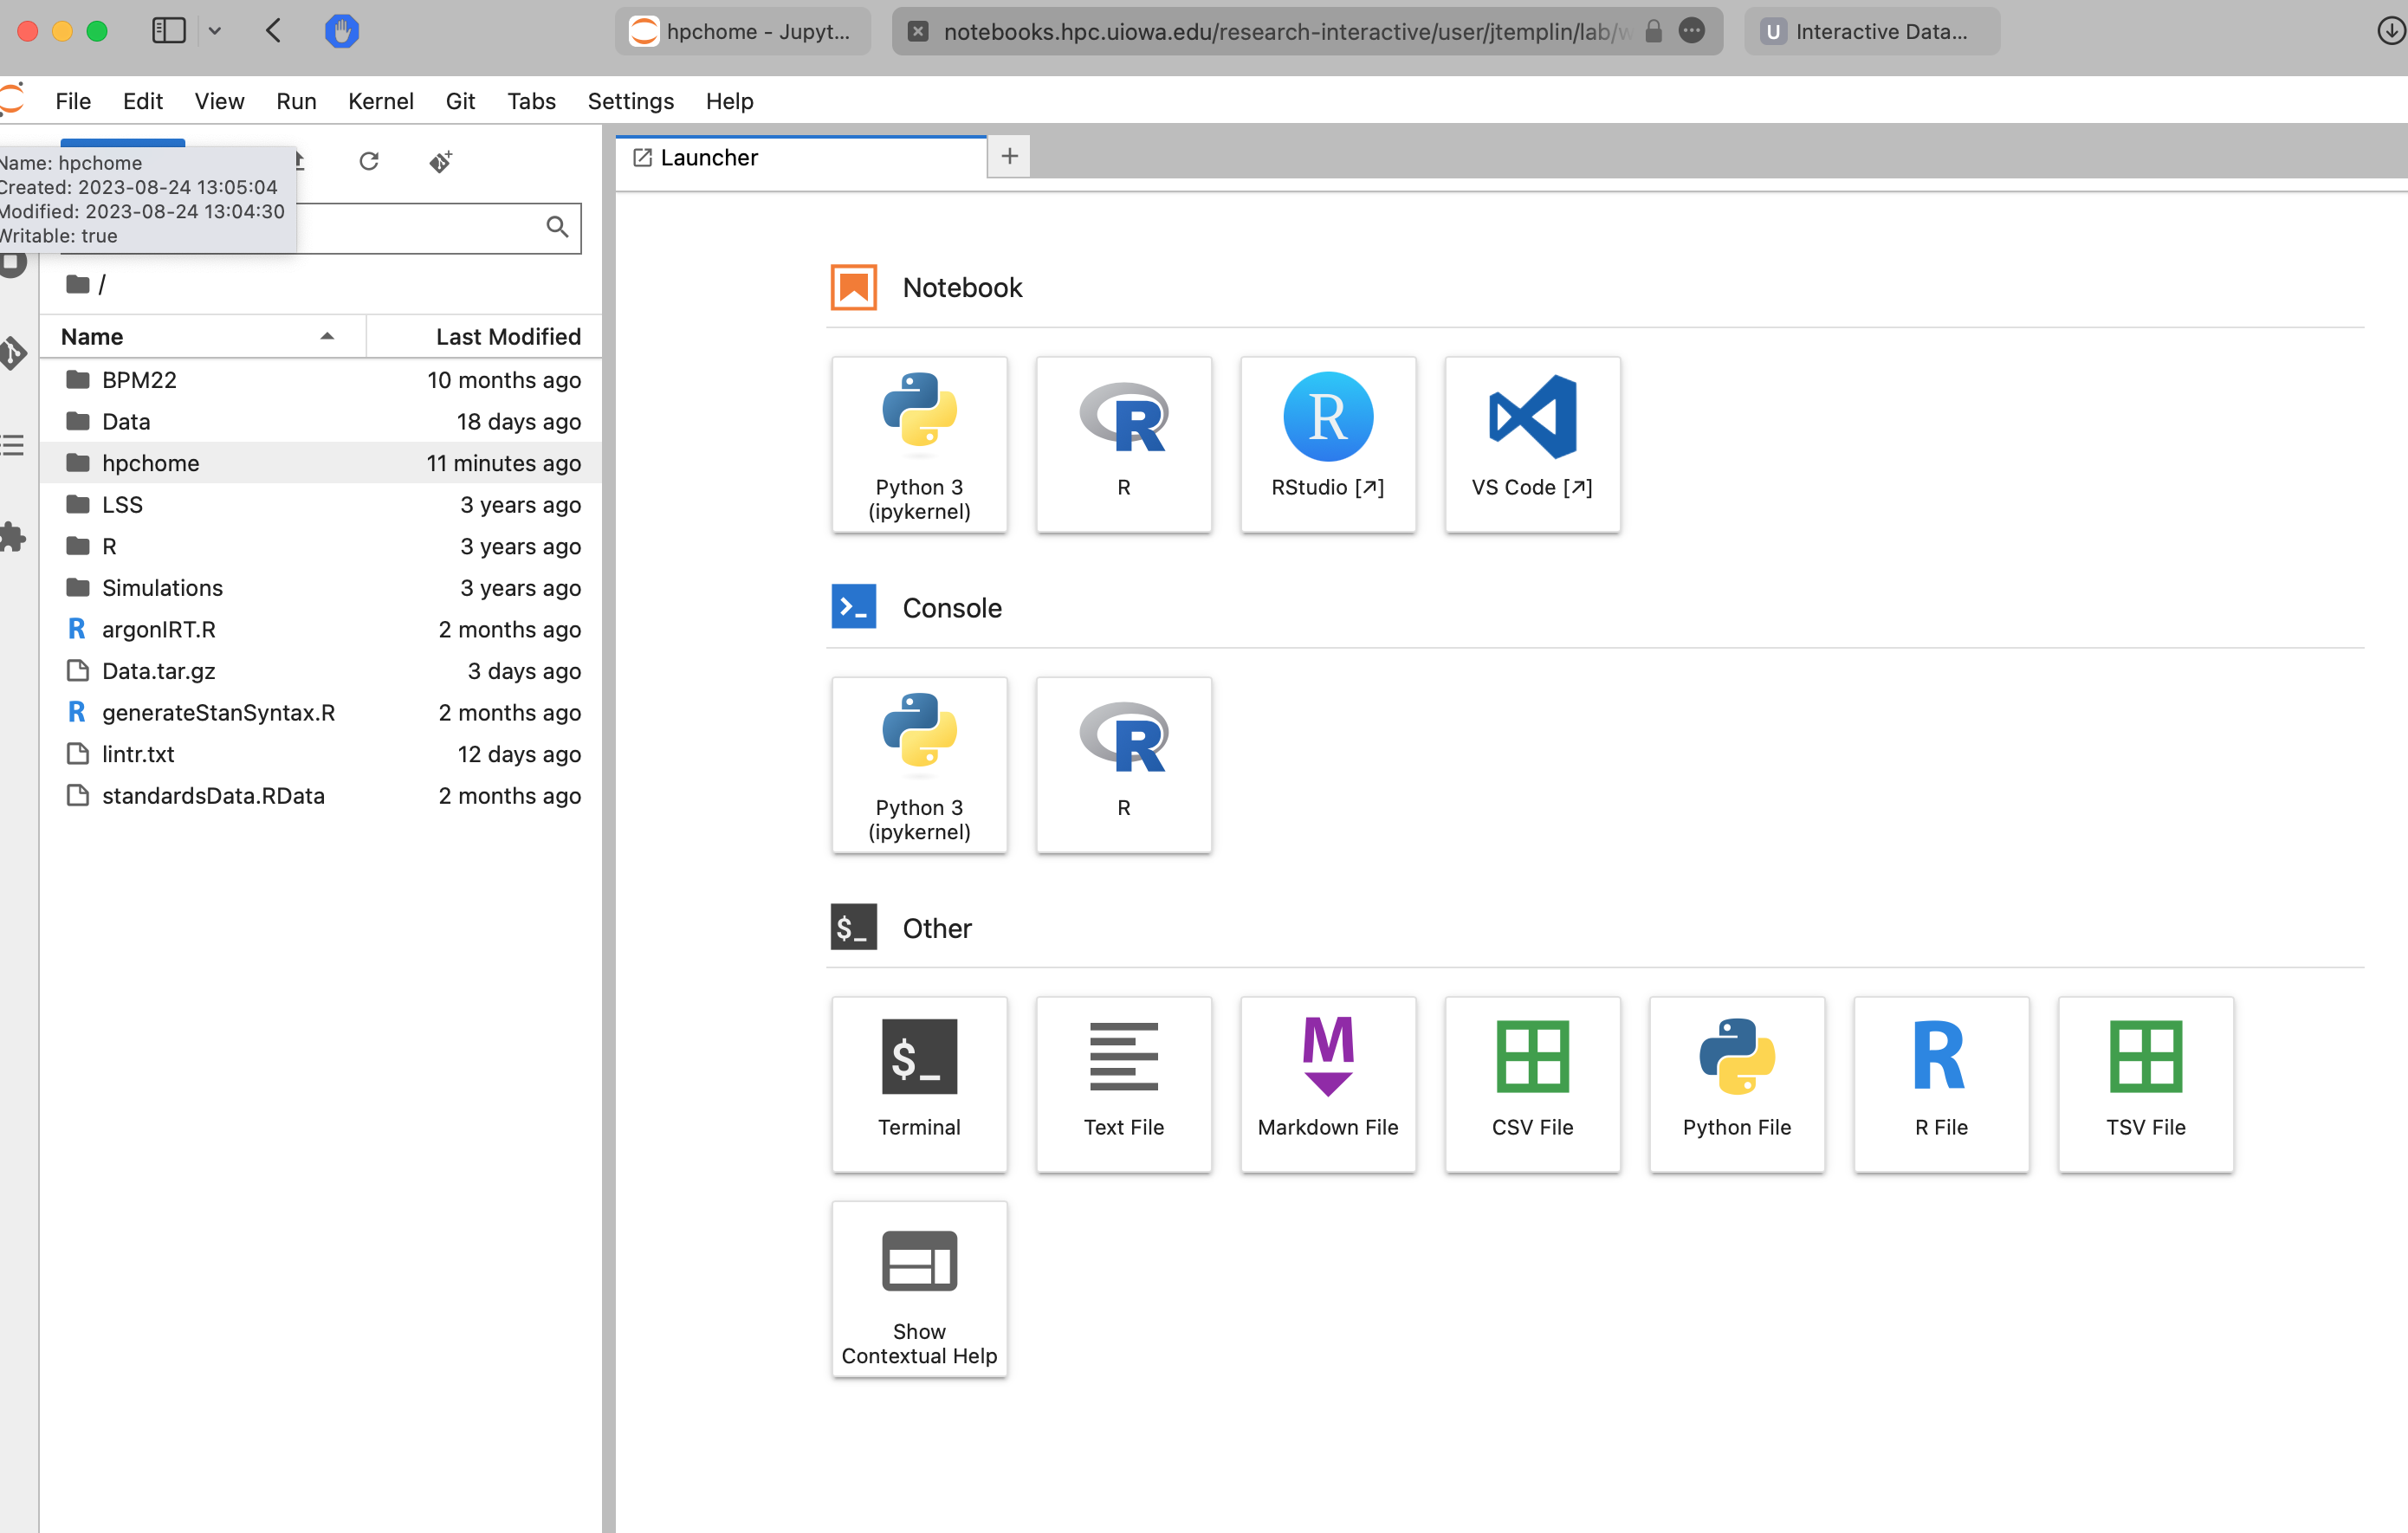 hpchome - Jupyt...
notebooks.hpc.uiowa.edu/research-interactive/user/jtemplin/lab/w
U Interactive Data...
File Edit View Run Kernel Git Tabs Settings Help
Name: hpchome
Created: 2023-08-24 13:05:04
Modified: 2023-08-24 13:04:30
Writable: true
/
Name Last Modified
BPM22 10 months ago
Data 18 days ago
hpchome 11 minutes ago
LSS 3 years ago
R 3 years ago
Simulations 3 years ago
R argonIRT.R 2 months ago
Data.tar.gz 3 days ago
R generateStanSyntax.R 2 months ago
lintr.txt 12 days ago
standardsData.RData 2 months ago
Launcher
Notebook
R R
Python 3
(ipykernel)
R
RStudio [↗]
VS Code [↗]
Console
R
Python 3
(ipykernel)
R
$_ Other
$_ M R
Terminal
Text File
Markdown File
CSV File
Python File
R File
TSV File
Show
Contextual Help